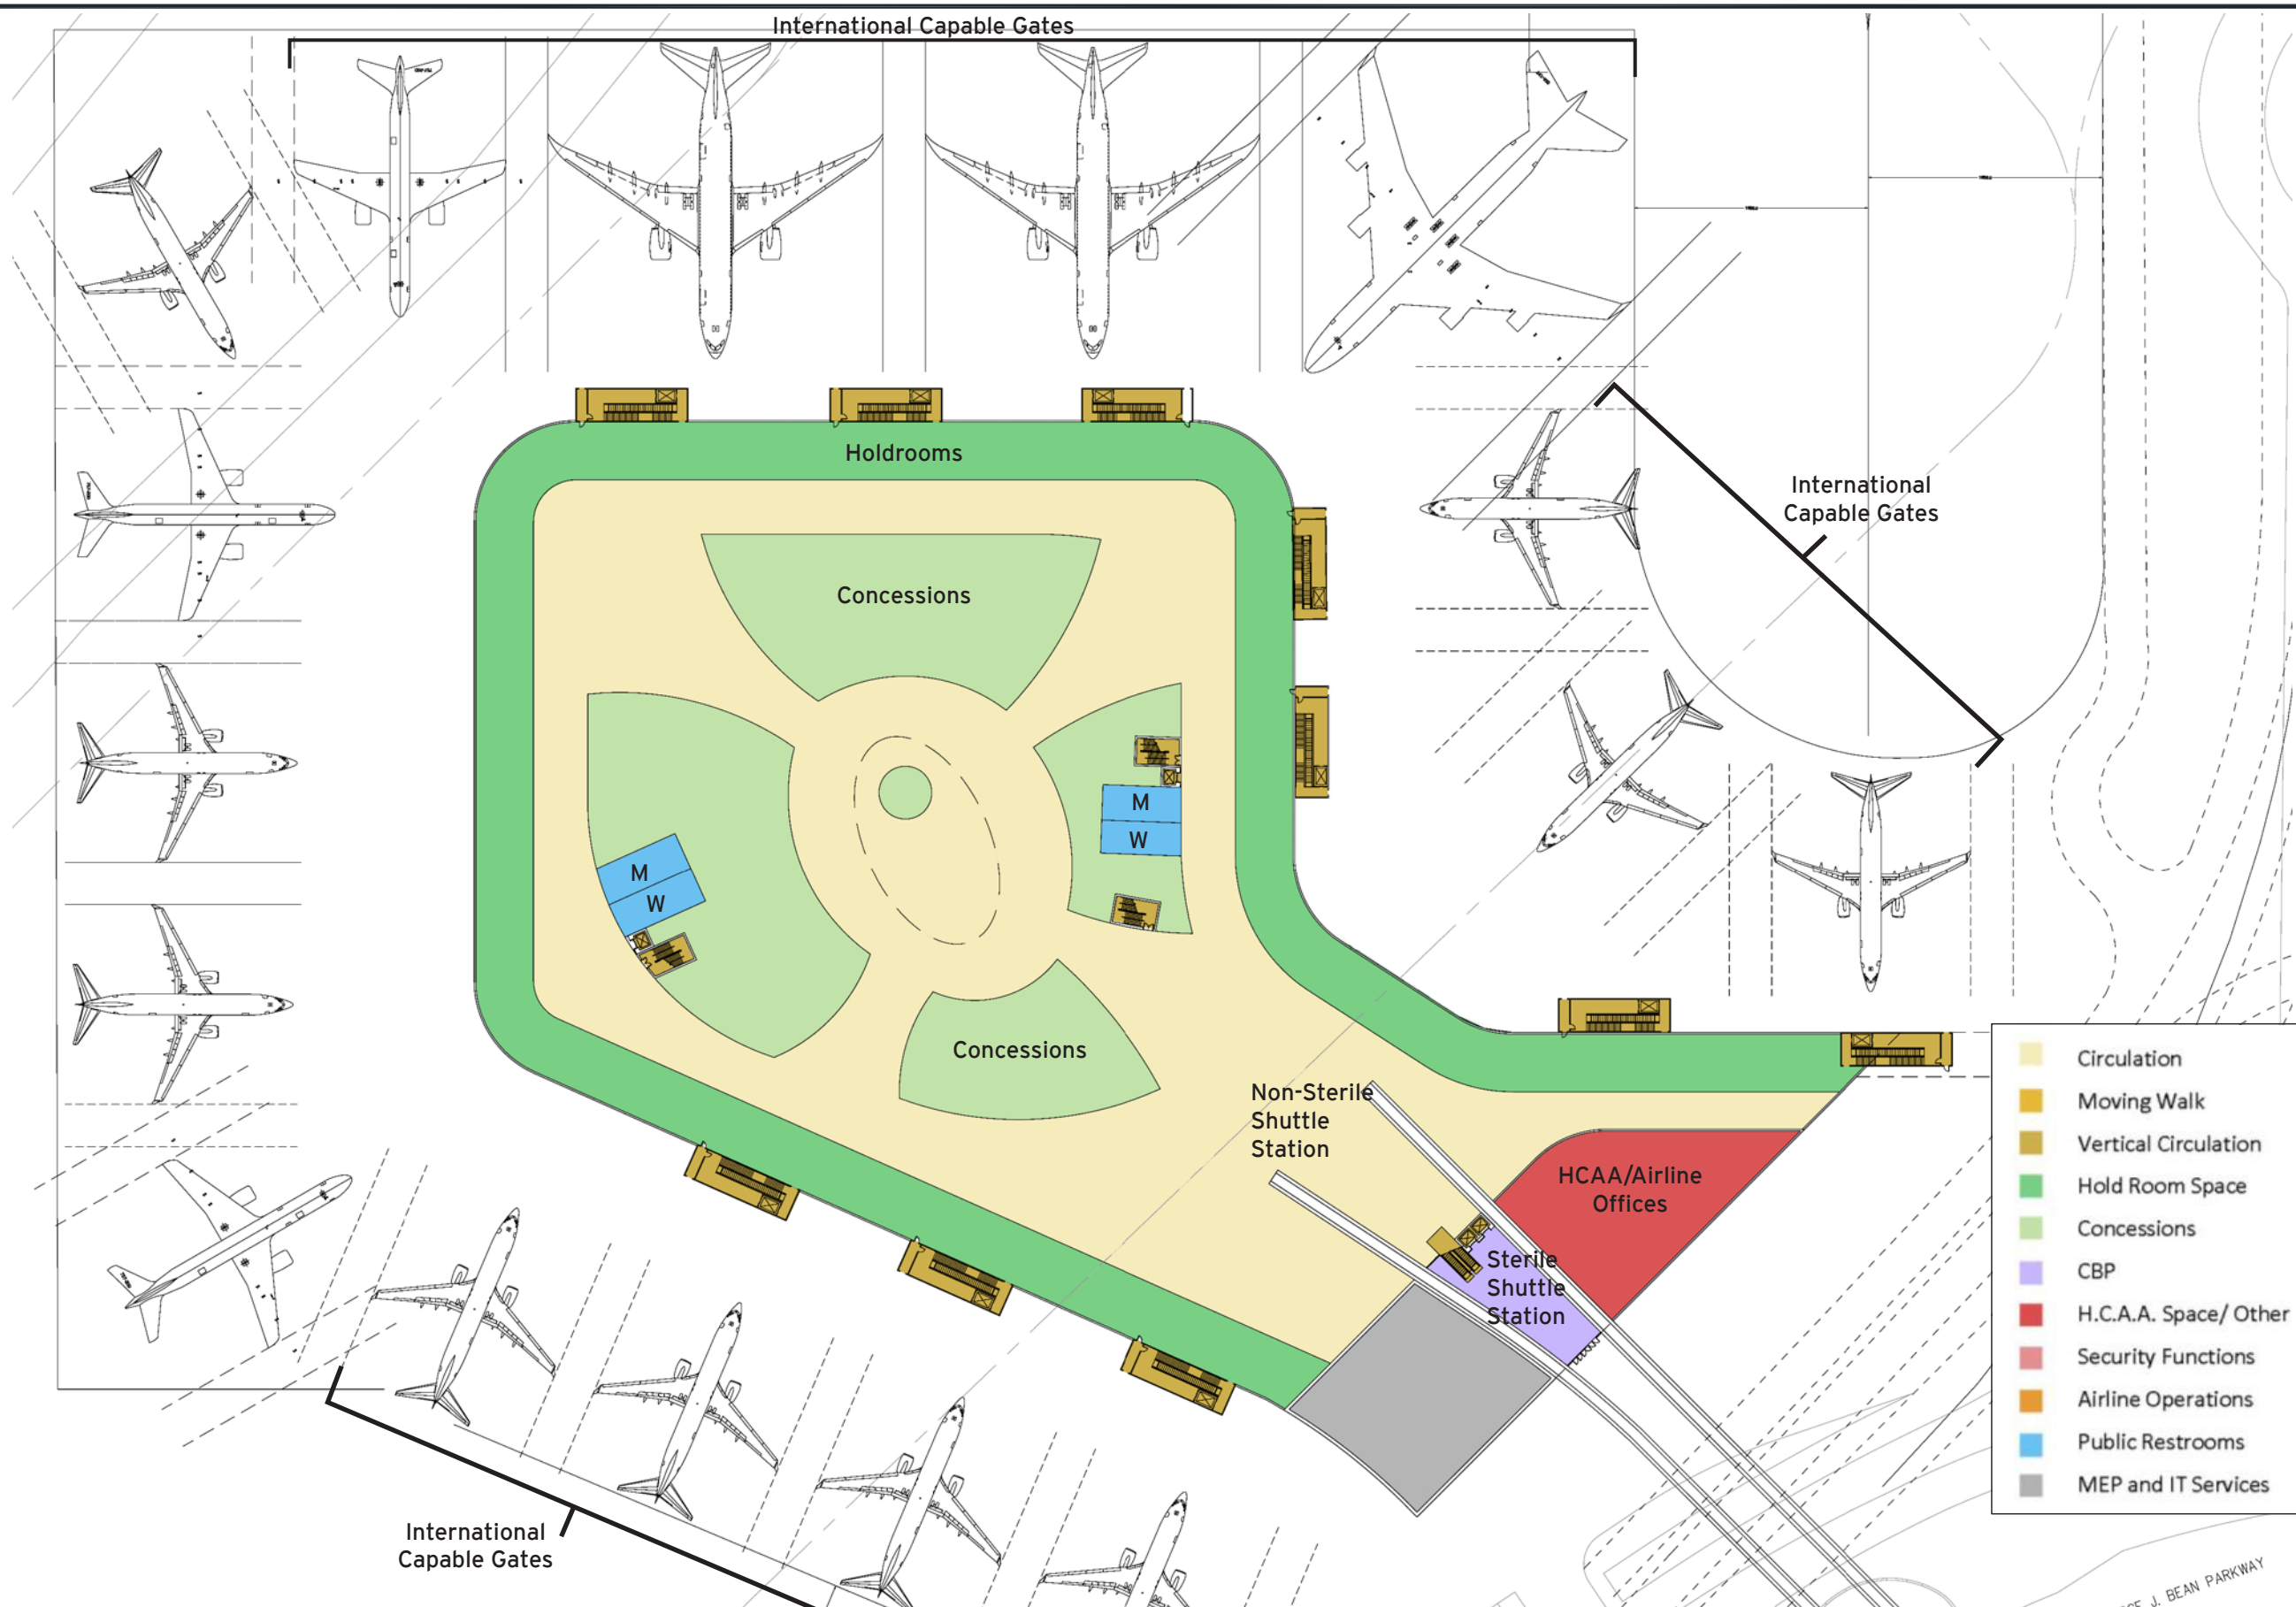 International Capable Gates
Holdrooms
International
Capable Gates
Concessions
M
W
M
W
Concessions
Non-Sterile
Shuttle
Station
HCAA/Airline
Offices
Sterile
Shuttle
Station
International
Capable Gates
Circulation
Moving Walk
Vertical Circulation
Hold Room Space
Concessions
CBP
H.C.A.A. Space/ Other
Security Functions
Airline Operations
Public Restrooms
MEP and IT Services
J. BEAN PARKWAY